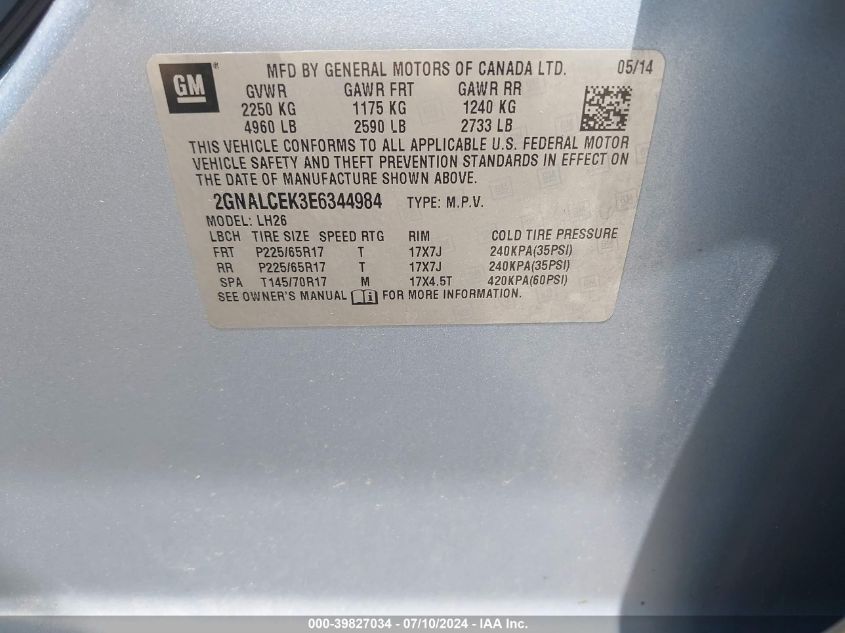 GM
MFD BY GENERAL MOTORS OF CANADA LTD. 05/14
GVWR GAWR FRT GAWR RR
2250 KG 1175 KG 1240 KG
4960 LB 2590 LB 2733 LB
THIS VEHICLE CONFORMS TO ALL APPLICABLE U.S. FEDERAL MOTOR
VEHICLE SAFETY AND THEFT PREVENTION STANDARDS IN EFFECT ON
THE DATE OF MANUFACTURE SHOWN ABOVE.
2GNALCEK3E6344984 TYPE: M.P.V.
MODEL: LH26
LBCH TIRE SIZE SPEED RTG RIM COLD TIRE PRESSURE
FRT P225/65R17 T 17X7J 240KPA(35PSI)
RR P225/65R17 T 17X7J 240KPA(35PSI)
SPA T145/70R17 M 17X4.5T 420KPA(60PSI)
SEE OWNER'S MANUAL FOR MORE INFORMATION.
000-39827034 / 07/10/2024 - IAA Inc.